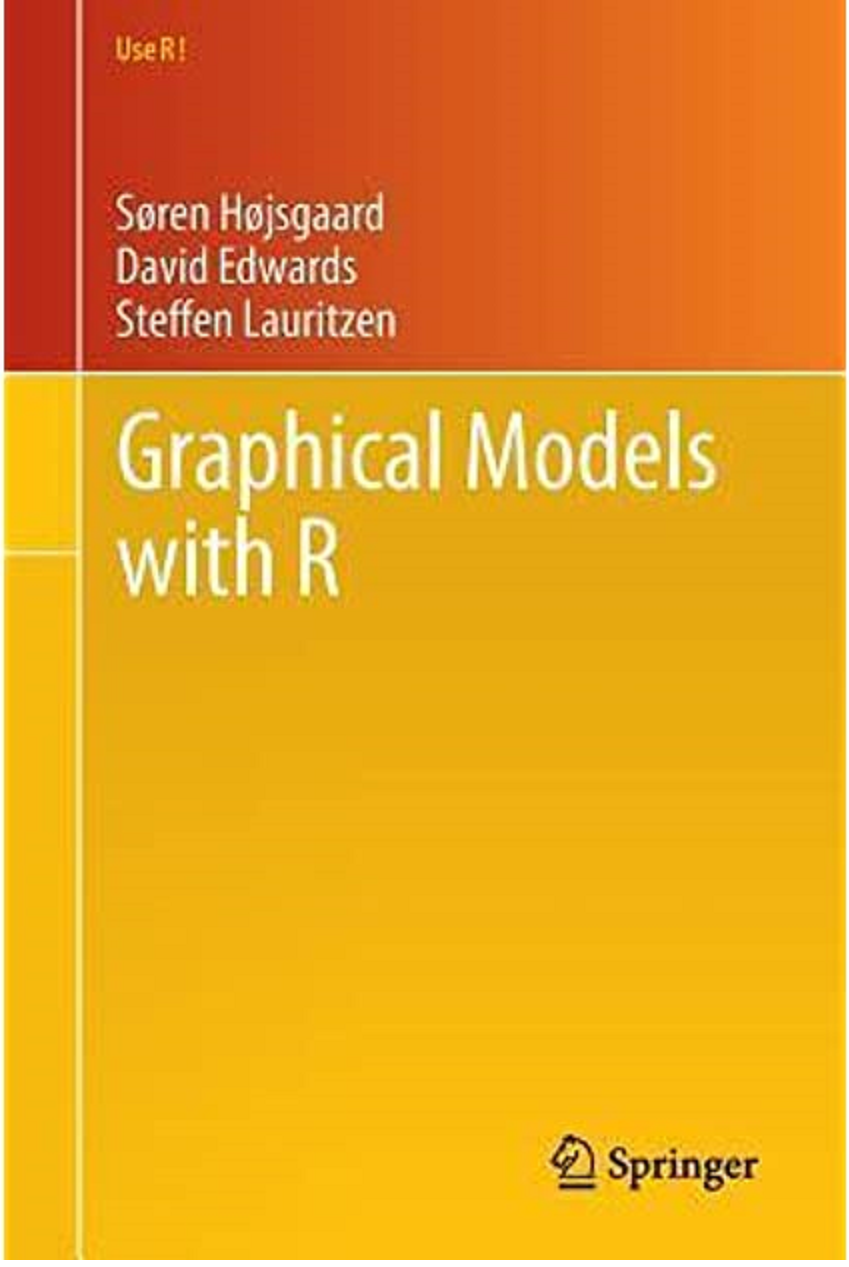 Use R!
Søren Højsgaard
David Edwards
Steffen Lauritzen
Graphical Models
with R
Springer